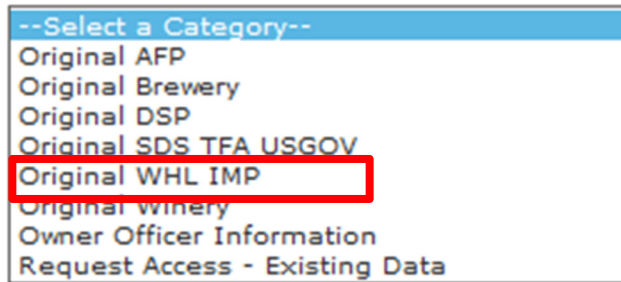 --Select a Category--
Original AFP
Original Brewery
Original DSP
Original SDS TFA USGOV
Original WHL IMP
Original Winery
Owner Officer Information
Request Access - Existing Data